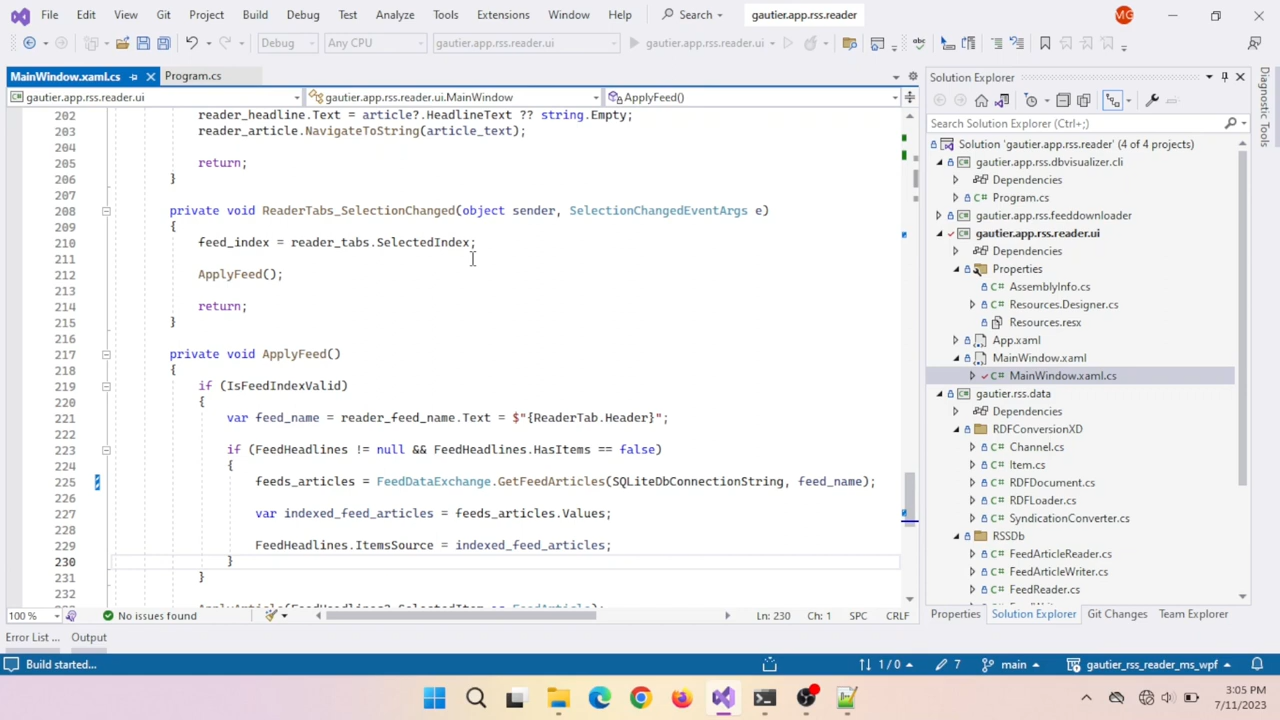 File Edit View Git Project Build Debug Test Analyze Tools Extensions Window Help Search gautier.app.rss.reader MG
Debug Any CPU gautier.app.rss.reader.ui gautier.app.rss.reader.ui
MainWindow.xaml.cs Program.cs
gautier.app.rss.reader.ui gautier.app.rss.reader.ui.MainWindow ApplyFeed()
202 reader_headline.Text = article?.HeadlineText ?? string.Empty;
203 reader_article.NavigateToString(article_text);
204
205 return;
206 }
207
208 private void ReaderTabs_SelectionChanged(object sender, SelectionChangedEventArgs e)
209 {
210 feed_index = reader_tabs.SelectedIndex;
211
212 ApplyFeed();
213
214 return;
215 }
216
217 private void ApplyFeed()
218 {
219 if (IsFeedIndexValid)
220 {
221 var feed_name = reader_feed_name.Text = $"{ReaderTab.Header}";
222
223 if (FeedHeadlines != null && FeedHeadlines.HasItems == false)
224 {
225 feeds_articles = FeedDataExchange.GetFeedArticles(SQLiteDbConnectionString, feed_name);
226
227 var indexed_feed_articles = feeds_articles.Values;
228
229 FeedHeadlines.ItemsSource = indexed_feed_articles;
230 }
231 }
232
ApplyArticle(FeedHeadlines?.SelectedItem as FeedArticle);
100 % No issues found Ln: 230 Ch: 1 SPC CRLF
Error List ... Output
Solution Explorer
Search Solution Explorer (Ctrl+;)
Solution 'gautier.app.rss.reader' (4 of 4 projects)
gautier.app.rss.dbvisualizer.cli
Dependencies
C# Program.cs
gautier.app.rss.feeddownloader
gautier.app.rss.reader.ui
Dependencies
Properties
C# AssemblyInfo.cs
C# Resources.Designer.cs
Resources.resx
App.xaml
MainWindow.xaml
C# MainWindow.xaml.cs
gautier.rss.data
Dependencies
RDFConversionXD
C# Channel.cs
C# Item.cs
C# RDFDocument.cs
C# RDFLoader.cs
C# SyndicationConverter.cs
RSSDb
C# FeedArticleReader.cs
C# FeedArticleWriter.cs
C# FeedReader.cs
Properties Solution Explorer Git Changes Team Explorer
Diagnostic Tools
Build started... 1 / 0 7 main gautier_rss_reader_ms_wpf
3:05 PM
7/11/2023